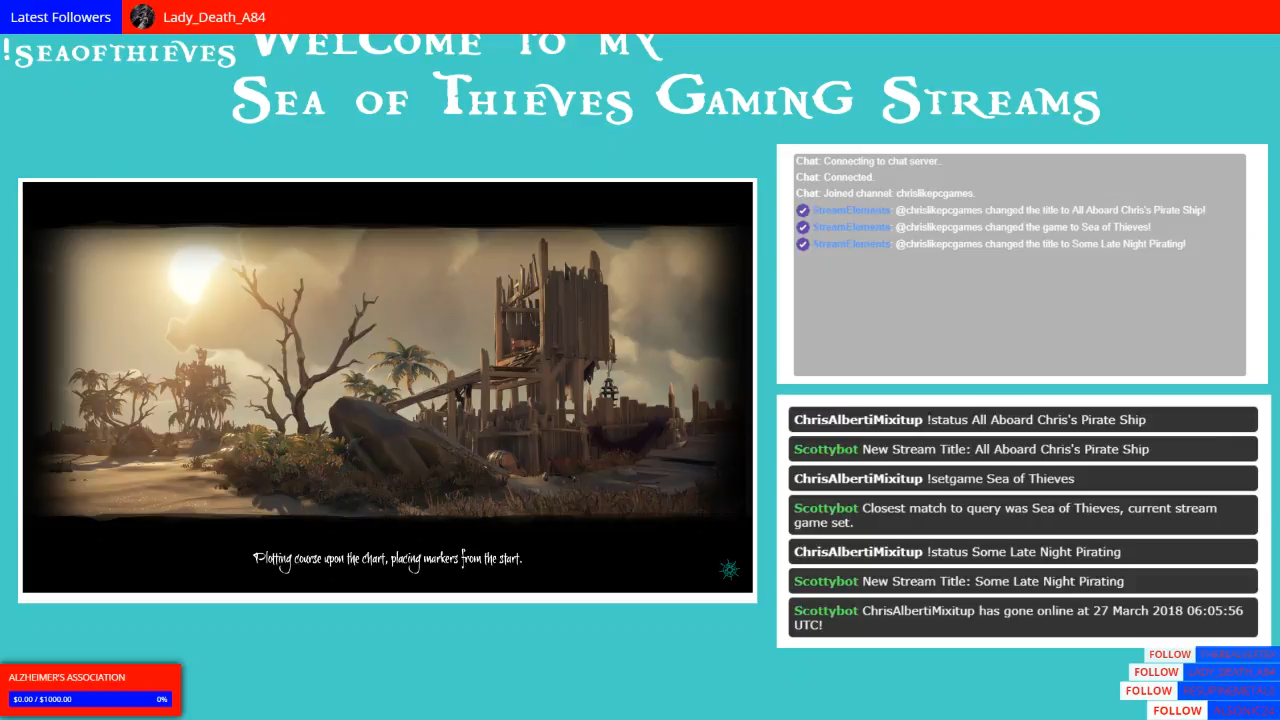 Latest Followers Lady_Death_A84
!Seaofthieves Welcome to my
Sea of Thieves Gaming Streams
Chat: Connecting to chat server..
Chat: Connected.
Chat: Joined channel: chrislikepcgames.
StreamElements @chrislikepcgames changed the title to All Aboard Chris's Pirate Ship!
StreamElements @chrislikepcgames changed the game to Sea of Thieves!
StreamElements @chrislikepcgames changed the title to Some Late Night Pirating!
Plotting course upon the chart, placing markers from the start.
ChrisAlbertiMixitup !status All Aboard Chris's Pirate Ship
Scottybot New Stream Title: All Aboard Chris's Pirate Ship
ChrisAlbertiMixitup !setgame Sea of Thieves
Scottybot Closest match to query was Sea of Thieves, current stream
game set.
ChrisAlbertiMixitup !status Some Late Night Pirating
Scottybot New Stream Title: Some Late Night Pirating
Scottybot ChrisAlbertiMixitup has gone online at 27 March 2018 06:05:56
UTC!
ALZHEIMER'S ASSOCIATION
$0.00 / $1000.00 0%
FOLLOW
FOLLOW LADY_DEATH_A84
FOLLOW
FOLLOW